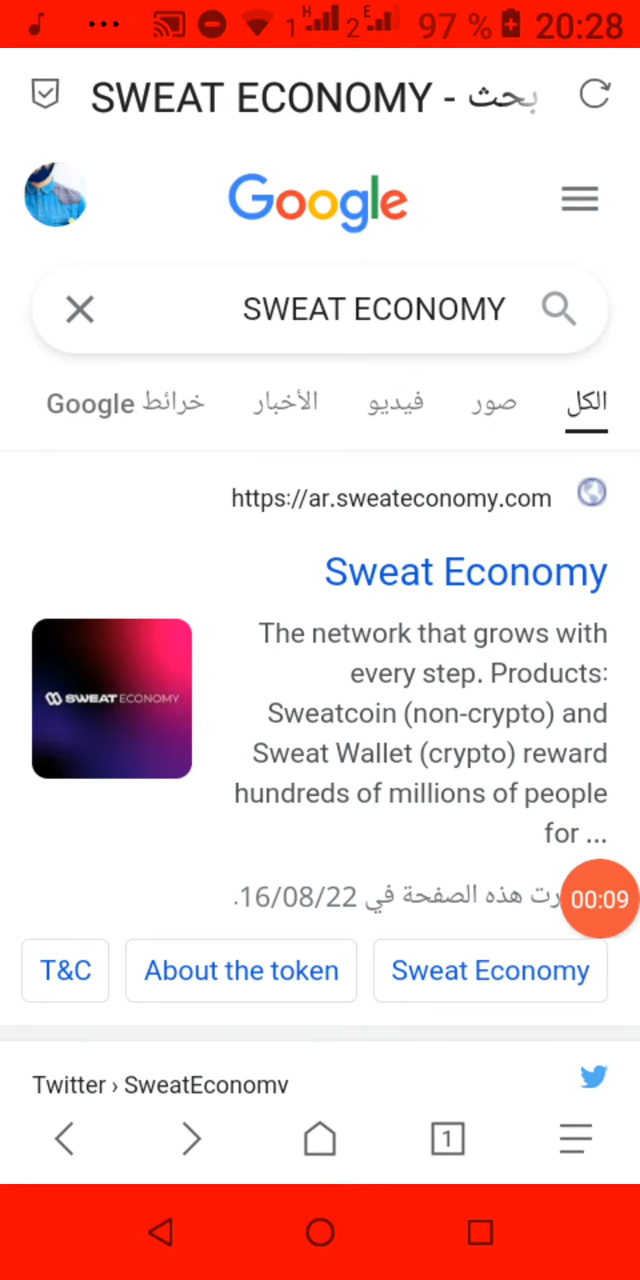 1 H 2 E 97 % 20:28
SWEAT ECONOMY - بحث
Google
SWEAT ECONOMY
الكل صور فيديو الأخبار خرائط Google
https://ar.sweateconomy.com
Sweat Economy
SWEATECONOMY
The network that grows with
every step. Products:
Sweatcoin (non-crypto) and
Sweat Wallet (crypto) reward
hundreds of millions of people
for ...
هذه الصفحة في 16/08/22.
00:09
T&C About the token Sweat Economy
Twitter › SweatEconomy
1